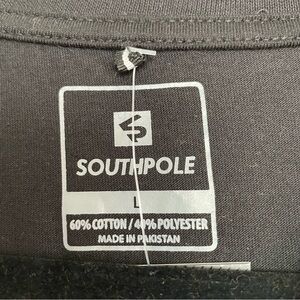 SOUTHPOLE
L
60% COTTON / 40% POLYESTER
MADE IN PAKISTAN